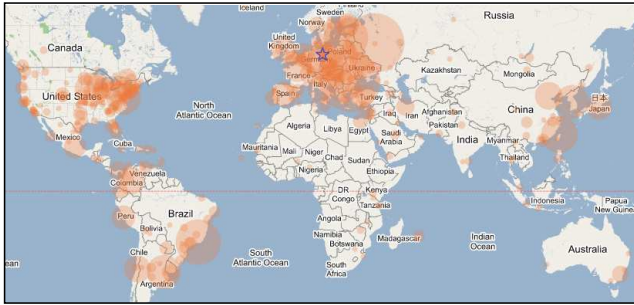 Iceland
Sweden
Norway
Russia
Canada
United
Kingdom
Poland
Ukraine
France
Kazakhstan
Mongolia
United States
Spain
Italy
Turkey
North
Atlantic Ocean
China
日本
Japan
Iraq
Iran
Afghanistan
Pakistan
Algeria
Libya
Egypt
Saudi
Arabia
Mexico
Cuba
India
Myanmar
Thailand
Mauritania
Mali
Niger
Chad
Sudan
Nigeria
Ethiopia
Venezuela
Colombia
DR
Congo
Kenya
Tanzania
Indonesia
Papua
New Guine
Peru
Brazil
Bolivia
Angola
Namibia
Botswana
Madagascar
Indian
Ocean
Australia
Chile
South
Atlantic Ocean
South
Africa
Argentina
ean